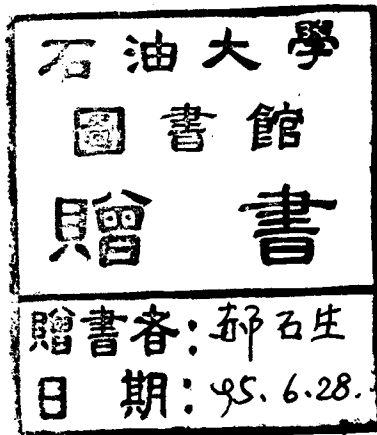 石油大學
圖書館
贈書
贈書者：郝石生
日期：95.6.28.